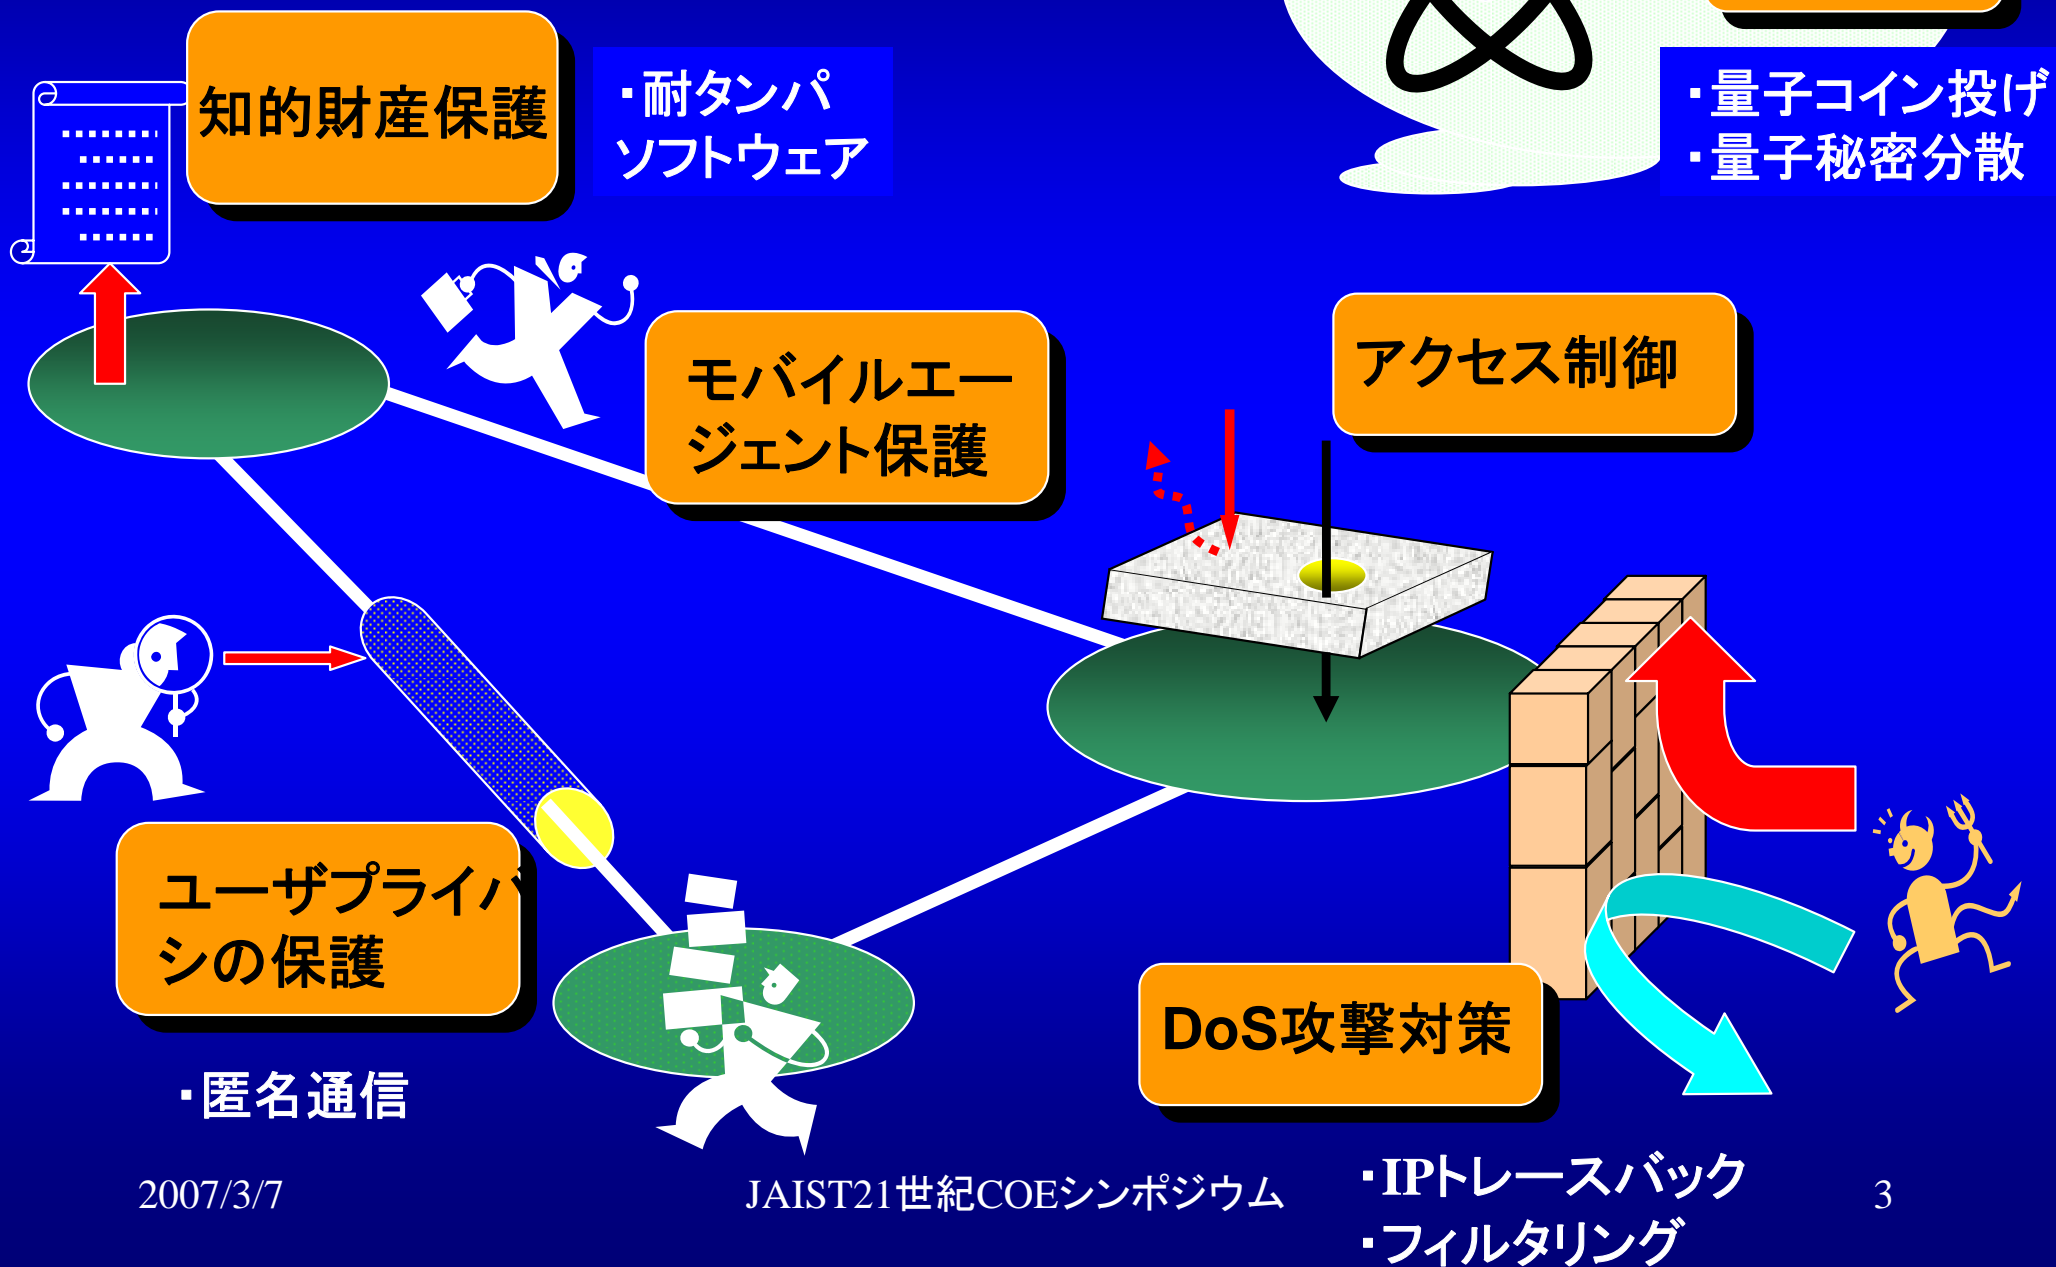 知的財産保護
・耐タンパ
ソフトウェア
・量子コイン投げ
・量子秘密分散
モバイルエー
ジェント保護
アクセス制御
ユーザプライバ
シの保護
・匿名通信
DoS攻撃対策
・IPトレースバック
・フィルタリング
2007/3/7
JAIST21世紀COEシンポジウム
3